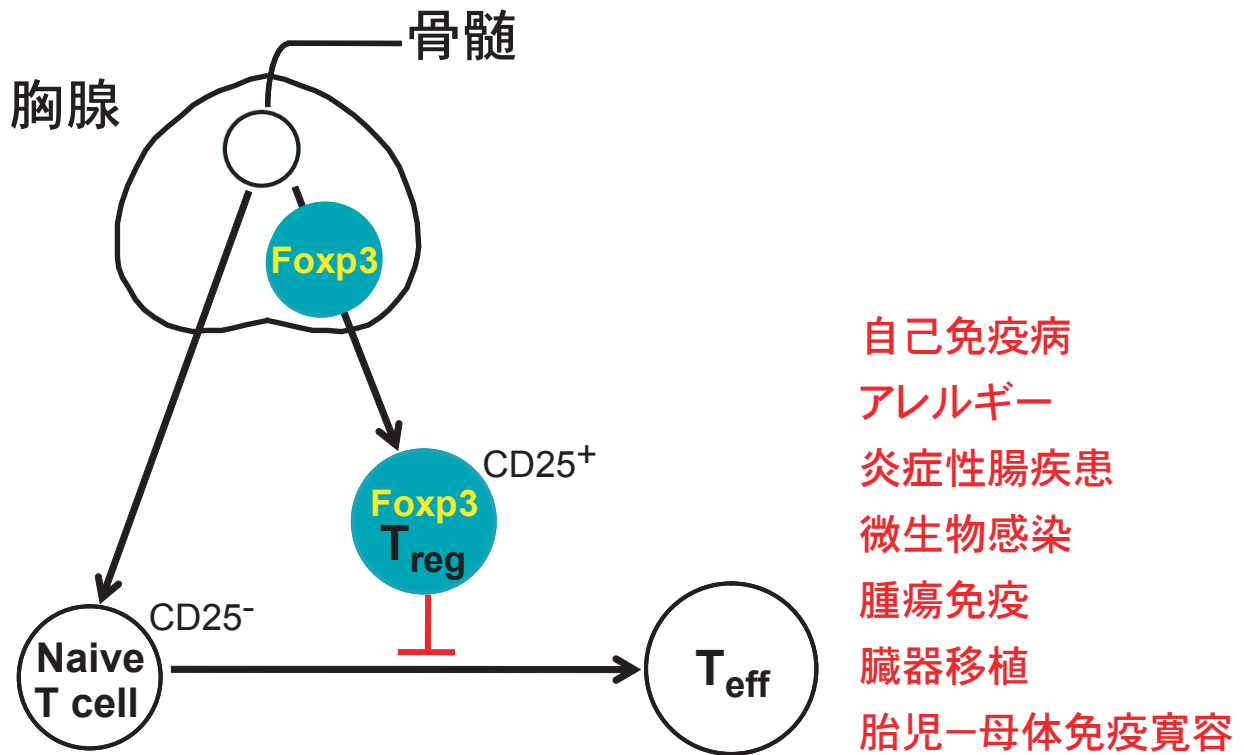 骨髄
胸腺
Foxp3
CD25⁺
Foxp3
Treg
CD25⁻
Naive
T cell
Teff
自己免疫病
アレルギー
炎症性腸疾患
微生物感染
腫瘍免疫
臓器移植
胎児ー母体免疫寛容